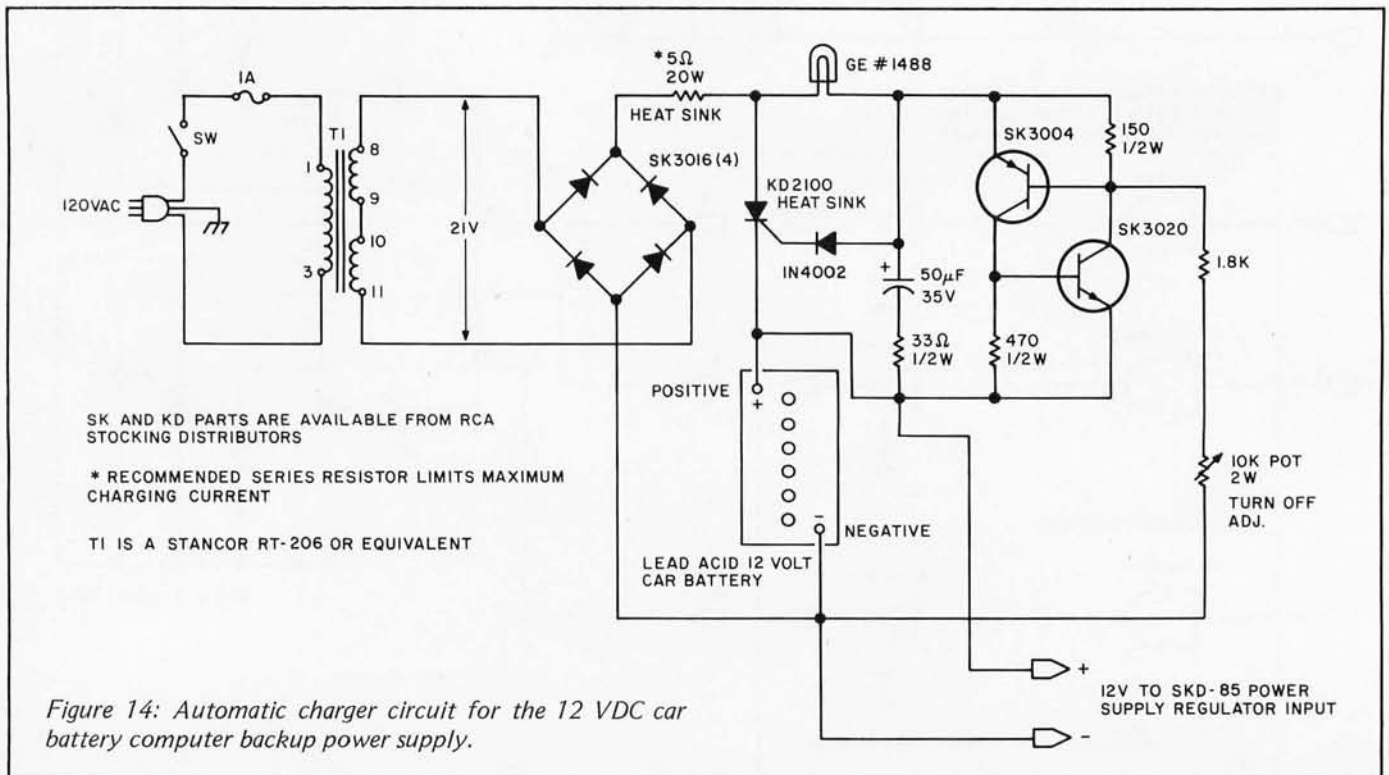 1A
SW
T1
120VAC
1
3
8
9
10
11
21V
*5Ω
20W
HEAT SINK
SK3016(4)
GE #1488
KD2100
HEAT SINK
IN4002
+
50µF
35V
33Ω
1/2W
SK3004
150
1/2W
SK3020
470
1/2W
1.8K
10K POT
2W
TURN OFF
ADJ.
POSITIVE
+
−
NEGATIVE
LEAD ACID 12 VOLT
CAR BATTERY
SK AND KD PARTS ARE AVAILABLE FROM RCA
STOCKING DISTRIBUTORS
* RECOMMENDED SERIES RESISTOR LIMITS MAXIMUM
CHARGING CURRENT
T1 IS A STANCOR RT-206 OR EQUIVALENT
+
12V TO SKD-85 POWER
SUPPLY REGULATOR INPUT
−
Figure 14: Automatic charger circuit for the 12 VDC car
battery computer backup power supply.